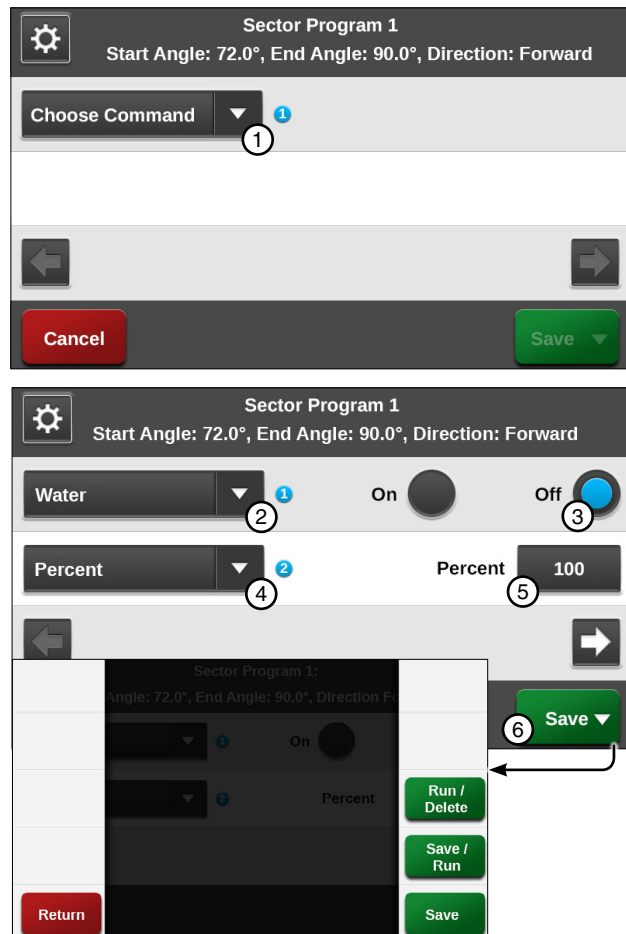 Sector Program 1
Start Angle: 72.0°, End Angle: 90.0°, Direction: Forward
Choose Command 1
1
Cancel
Save
Sector Program 1
Start Angle: 72.0°, End Angle: 90.0°, Direction: Forward
Water 1 On Off
2 3
Percent 2 Percent 100
4 5
6 Save
Sector Program 1:
Angle: 72.0°, End Angle: 90.0°, Direction Fo
1 On
2 Percent
Run /
Delete
Save /
Run
Return
Save